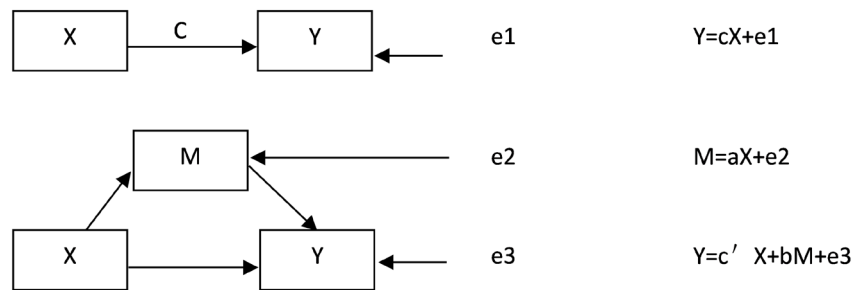 X C Y e1 Y=cX+e1
M e2 M=aX+e2
X Y e3 Y=c′ X+bM+e3